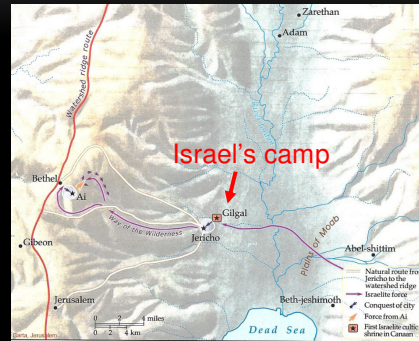 Zarethan
Adam
Watershed ridge route
Israel's camp
Bethel
Ai
Gilgal
Way of the Wilderness
Jericho
Plains of Moab
Gibeon
Abel-shittim
Jerusalem
Beth-jeshimoth
Dead Sea
0 2 4 miles
0 2 4 km
Natural route from
Jericho to the
watershed ridge
Israelite force
Conquest of city
Force from Ai
First Israelite cultic
shrine in Canaan
Carta, Jerusalem